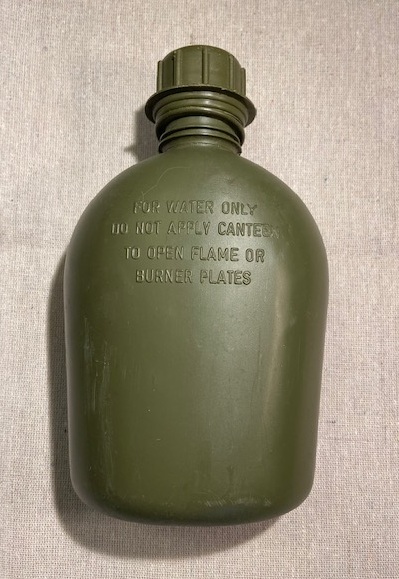 FOR WATER ONLY
DO NOT APPLY CANTEEN
TO OPEN FLAME OR
BURNER PLATES